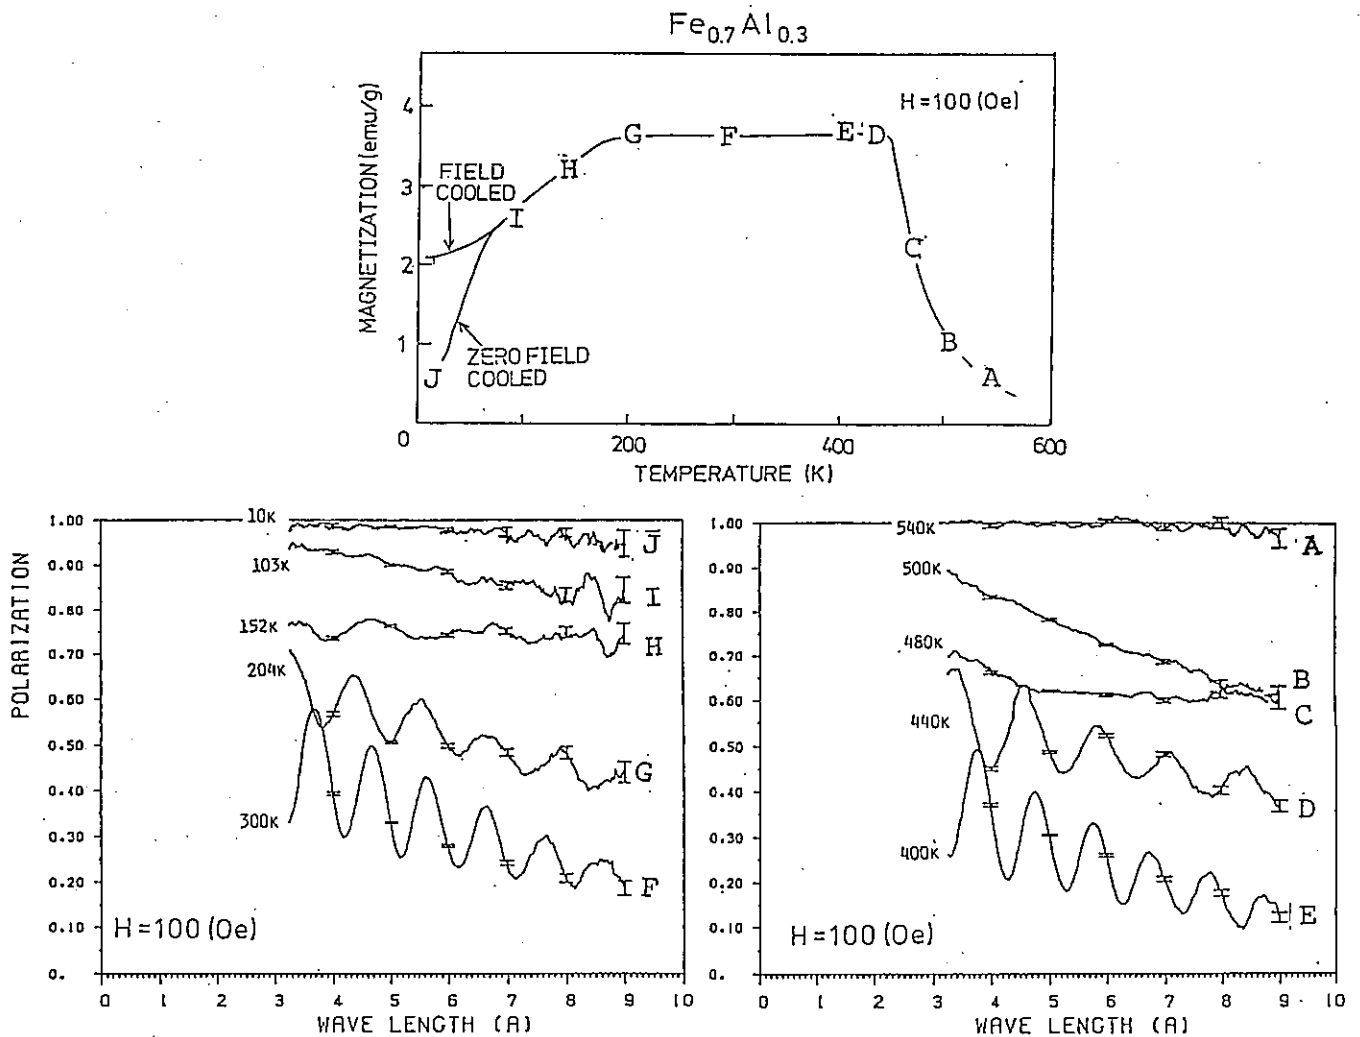 Fe0.7Al0.3
MAGNETIZATION (emu/g)
H=100 (Oe)
4
3
2
1
0
FIELD
COOLED
ZERO FIELD
COOLED
J
I
H
G
F
E
D
C
B
A
200
400
600
TEMPERATURE (K)
POLARIZATION
1.00
0.90
0.80
0.70
0.60
0.50
0.40
0.30
0.20
0.10
0.
10K
103K
152K
204K
300K
J
I
H
G
F
H=100 (Oe)
0 1 2 3 4 5 6 7 8 9 10
WAVE LENGTH (A)
1.00
0.90
0.80
0.70
0.60
0.50
0.40
0.30
0.20
0.10
0.
540K
500K
480K
440K
400K
A
B
C
D
E
H=100 (Oe)
0 1 2 3 4 5 6 7 8 9 10
WAVE LENGTH (A)